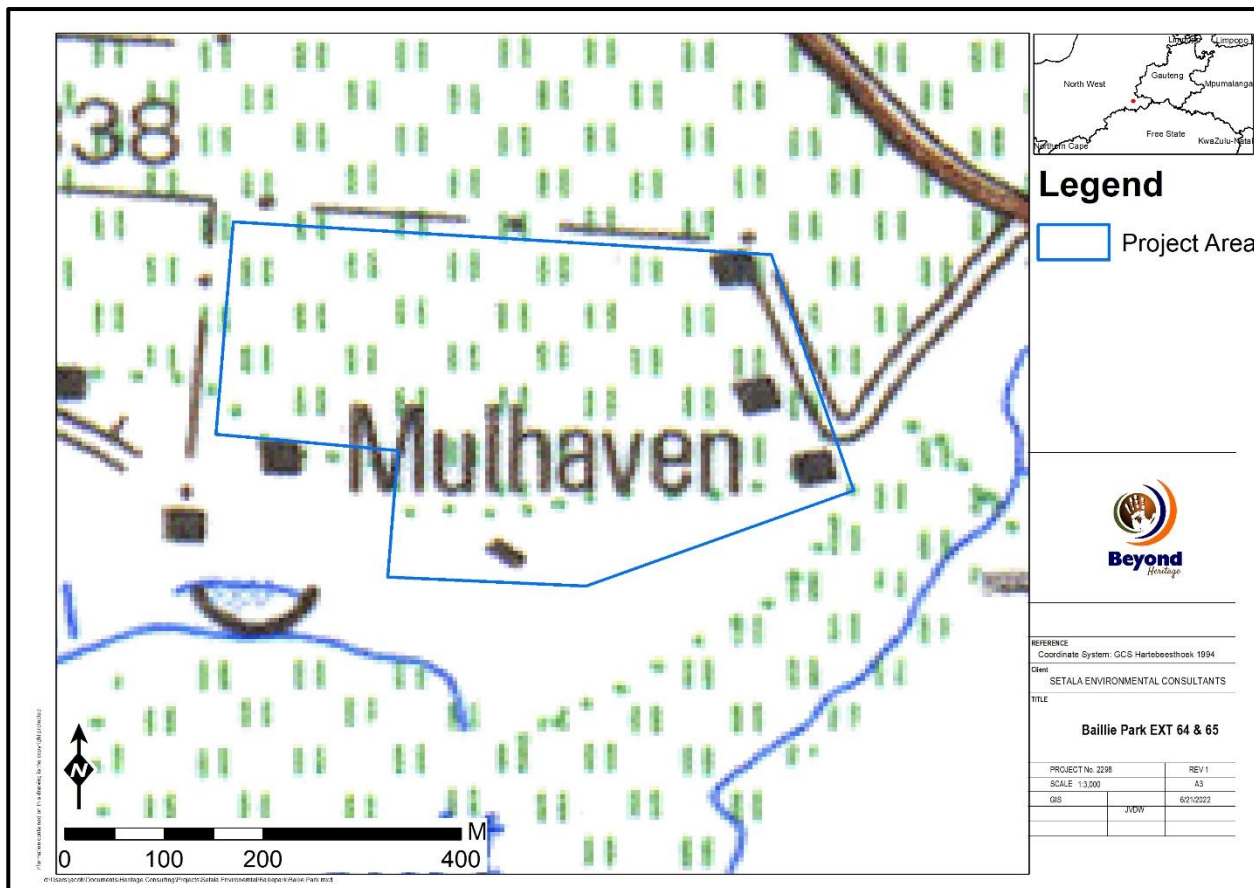 338
Mulhaven
N
M
0 100 200 400
Limpopo
North West
Gauteng
Mpumalanga
Free State
Northern Cape
KwaZulu-Natal
Legend
Project Area
Beyond
Heritage
REFERENCE
Coordinate System: GCS Hartebeesthoek 1994
Client
SETALA ENVIRONMENTAL CONSULTANTS
TITLE
Baillie Park EXT 64 & 65
PROJECT No. 2298 REV 1
SCALE 1:3,000 A3
GIS JVDW 6/21/2022